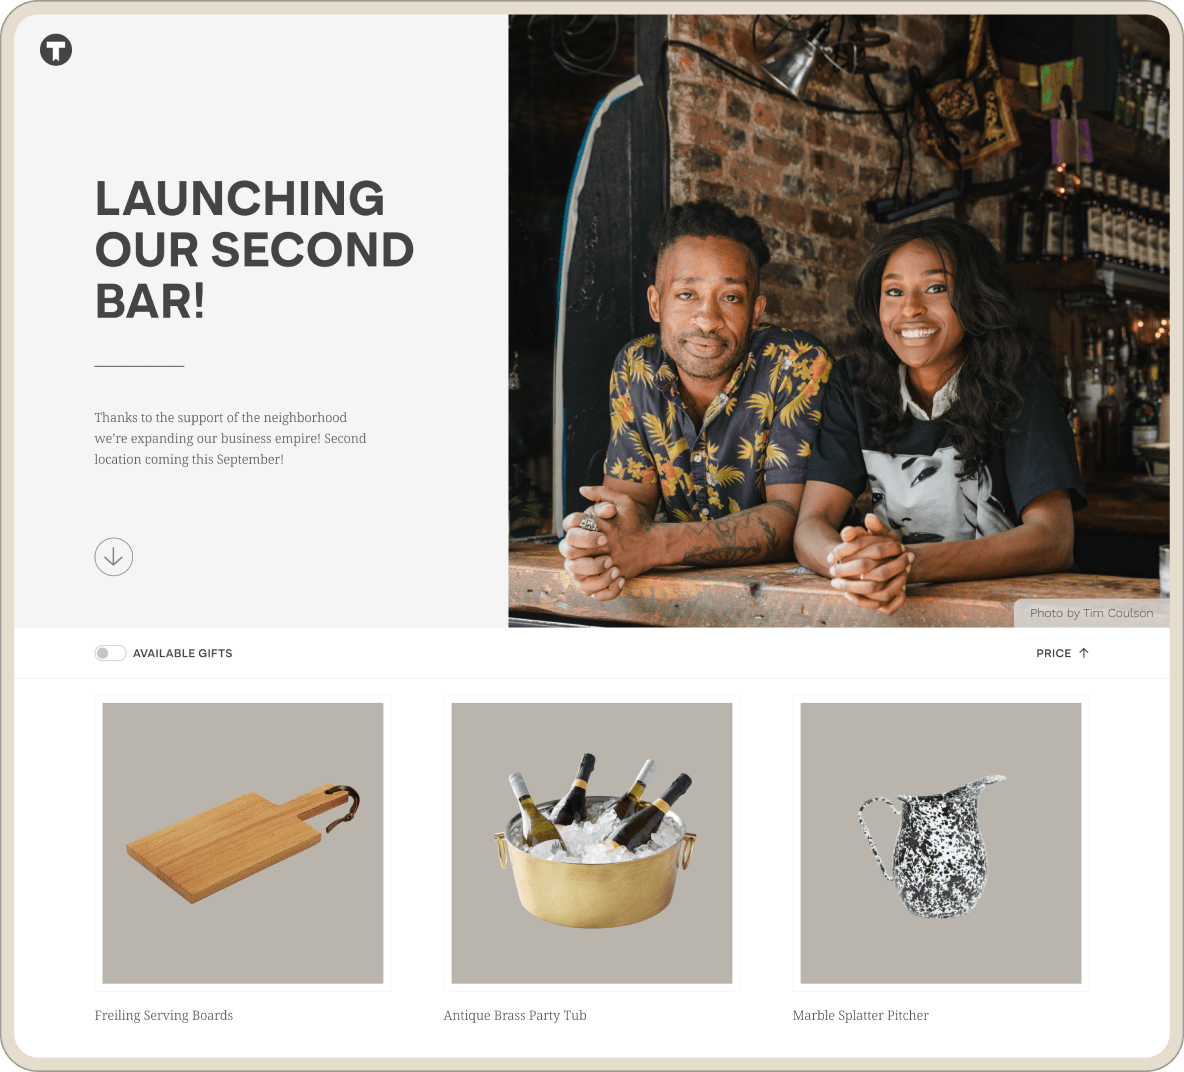 T
LAUNCHING
OUR SECOND
BAR!
Thanks to the support of the neighborhood
we’re expanding our business empire! Second
location coming this September!
Photo by Tim Coulson
AVAILABLE GIFTS
PRICE ↑
Freiling Serving Boards
Antique Brass Party Tub
Marble Splatter Pitcher